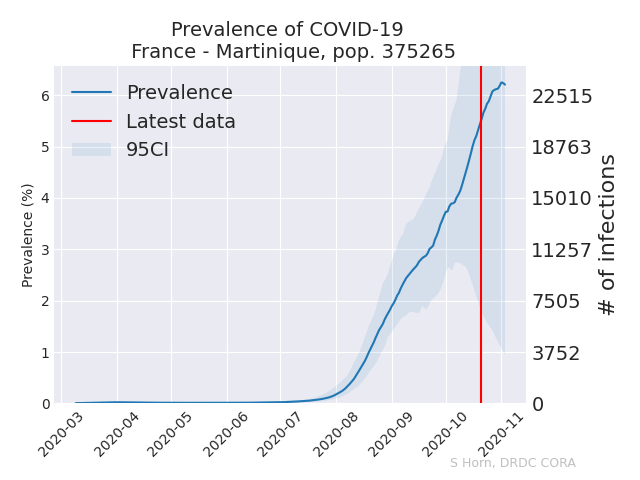 Prevalence of COVID-19
France - Martinique, pop. 375265
Prevalence
Latest data
95CI
Prevalence (%)
6
5
4
3
2
1
0
22515
18763
15010
11257
7505
3752
0
# of infections
2020-03
2020-04
2020-05
2020-06
2020-07
2020-08
2020-09
2020-10
2020-11
S Horn, DRDC CORA